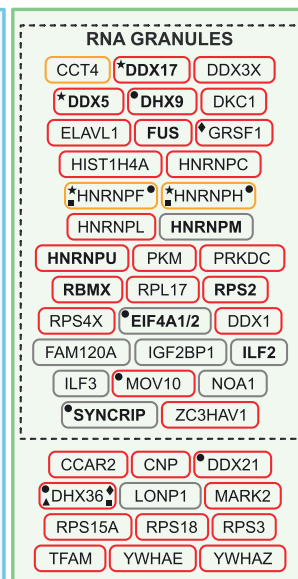 RNA GRANULES
CCT4 ★DDX17 DDX3X
★DDX5 ●DHX9 DKC1
ELAVL1 FUS ♦GRSF1
HIST1H4A HNRNPC
★■HNRNPF● ★■HNRNPH●
HNRNPL HNRNPM
HNRNPU PKM PRKDC
RBMX RPL17 RPS2
RPS4X ●EIF4A1/2 DDX1
FAM120A IGF2BP1 ILF2
ILF3 ●MOV10 NOA1
●SYNCRIP ZC3HAV1
CCAR2 CNP ●DDX21
●▲DHX36♦■ LONP1 MARK2
RPS15A RPS18 RPS3
TFAM YWHAE YWHAZ